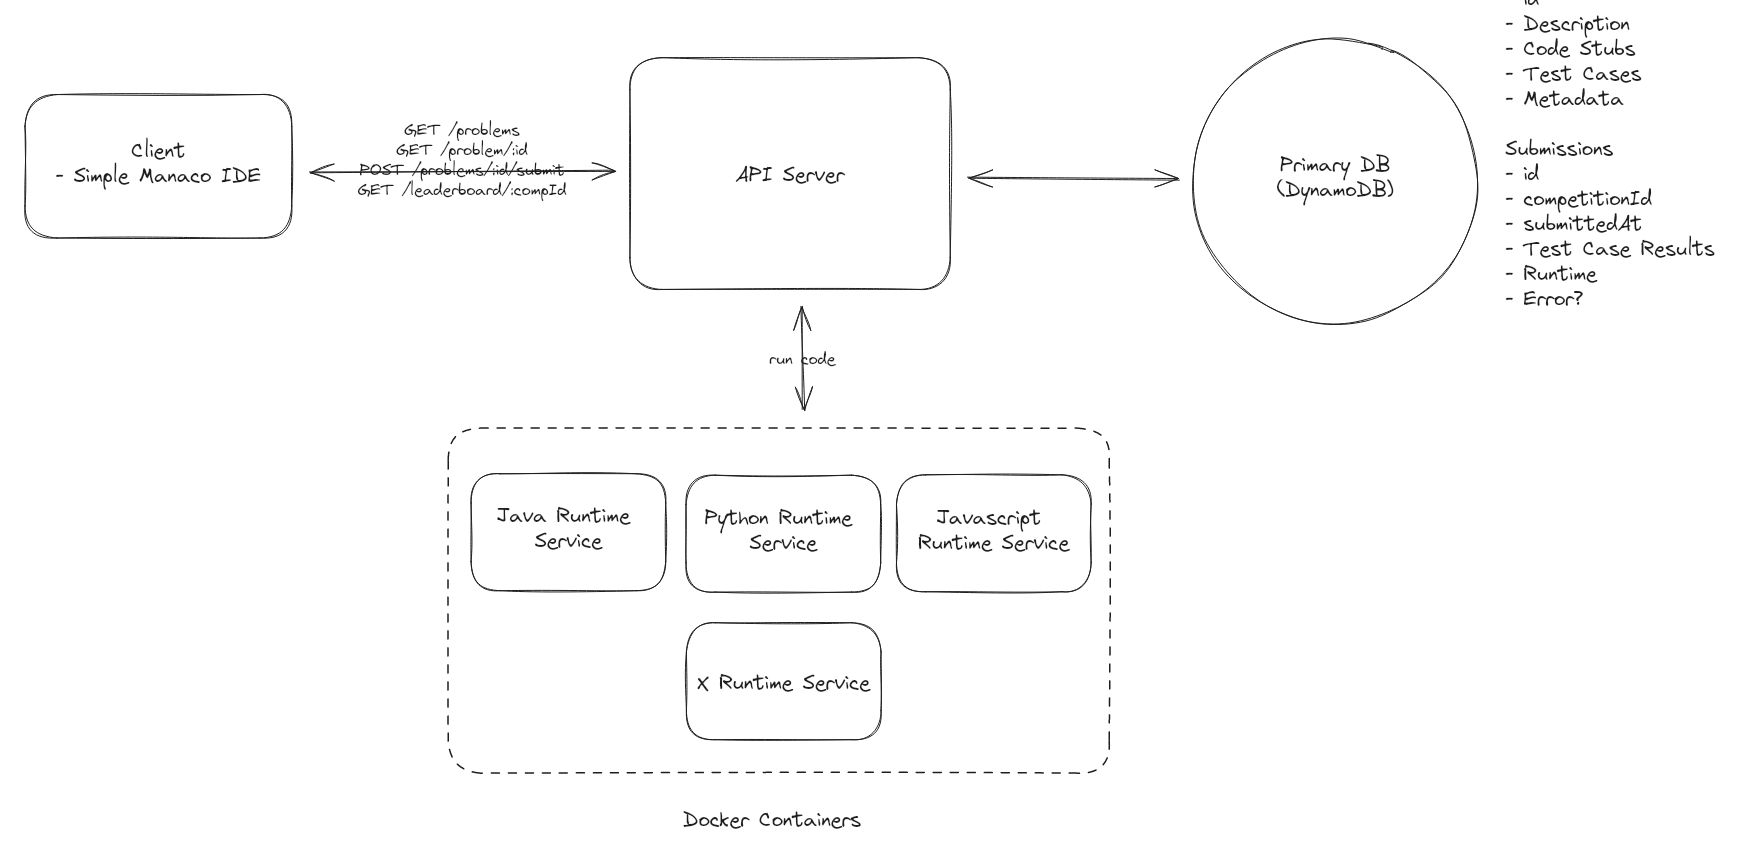 - Description
- Code Stubs
- Test Cases
- Metadata
Client
- Simple Manaco IDE
GET /problems
GET /problem/:id
POST /problems/:id/submit
GET /leaderboard/:compId
API Server
Primary DB
(DynamoDB)
Submissions
- id
- competitionId
- submittedAt
- Test Case Results
- Runtime
- Error?
run code
Java Runtime
Service
Python Runtime
Service
Javascript
Runtime Service
X Runtime Service
Docker Containers